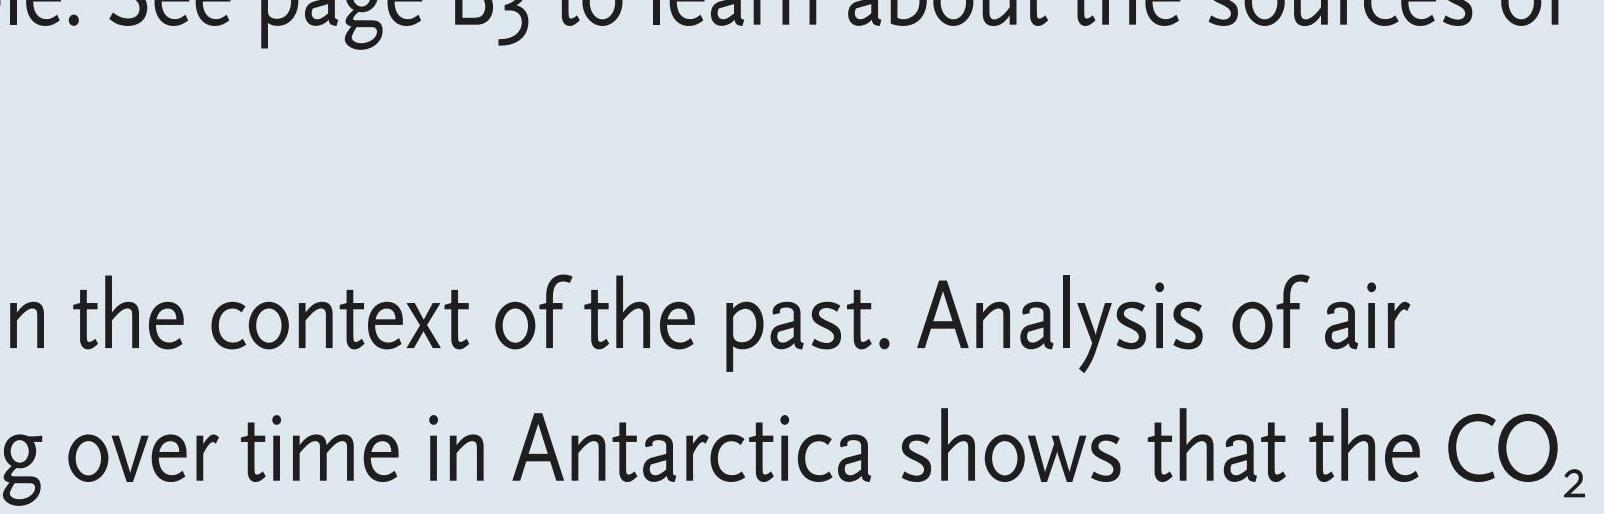 le. See page B3 to learn about the sources of
n the context of the past. Analysis of air
g over time in Antarctica shows that the CO₂